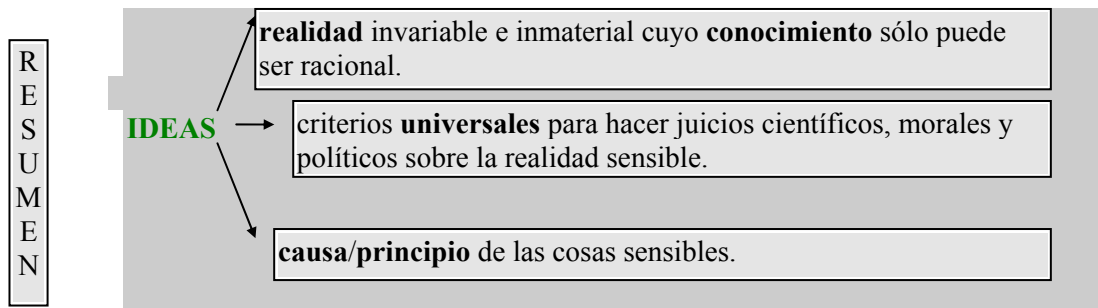 RESUMEN
realidad invariable e inmaterial cuyo conocimiento sólo puede
ser racional.
IDEAS
criterios universales para hacer juicios científicos, morales y
políticos sobre la realidad sensible.
causa/principio de las cosas sensibles.